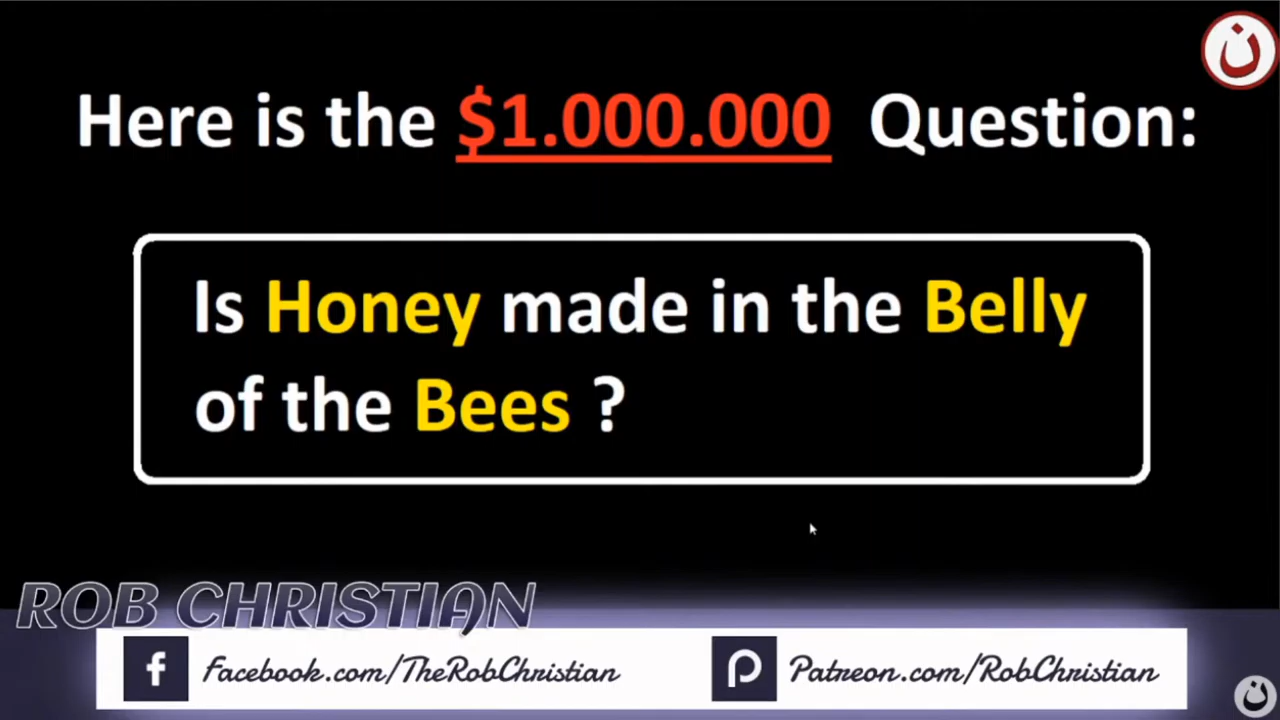 ن
Here is the $1.000.000 Question:
Is Honey made in the Belly
of the Bees ?
ROB CHRISTIAN
Facebook.com/TheRobChristian
Patreon.com/RobChristian
ن